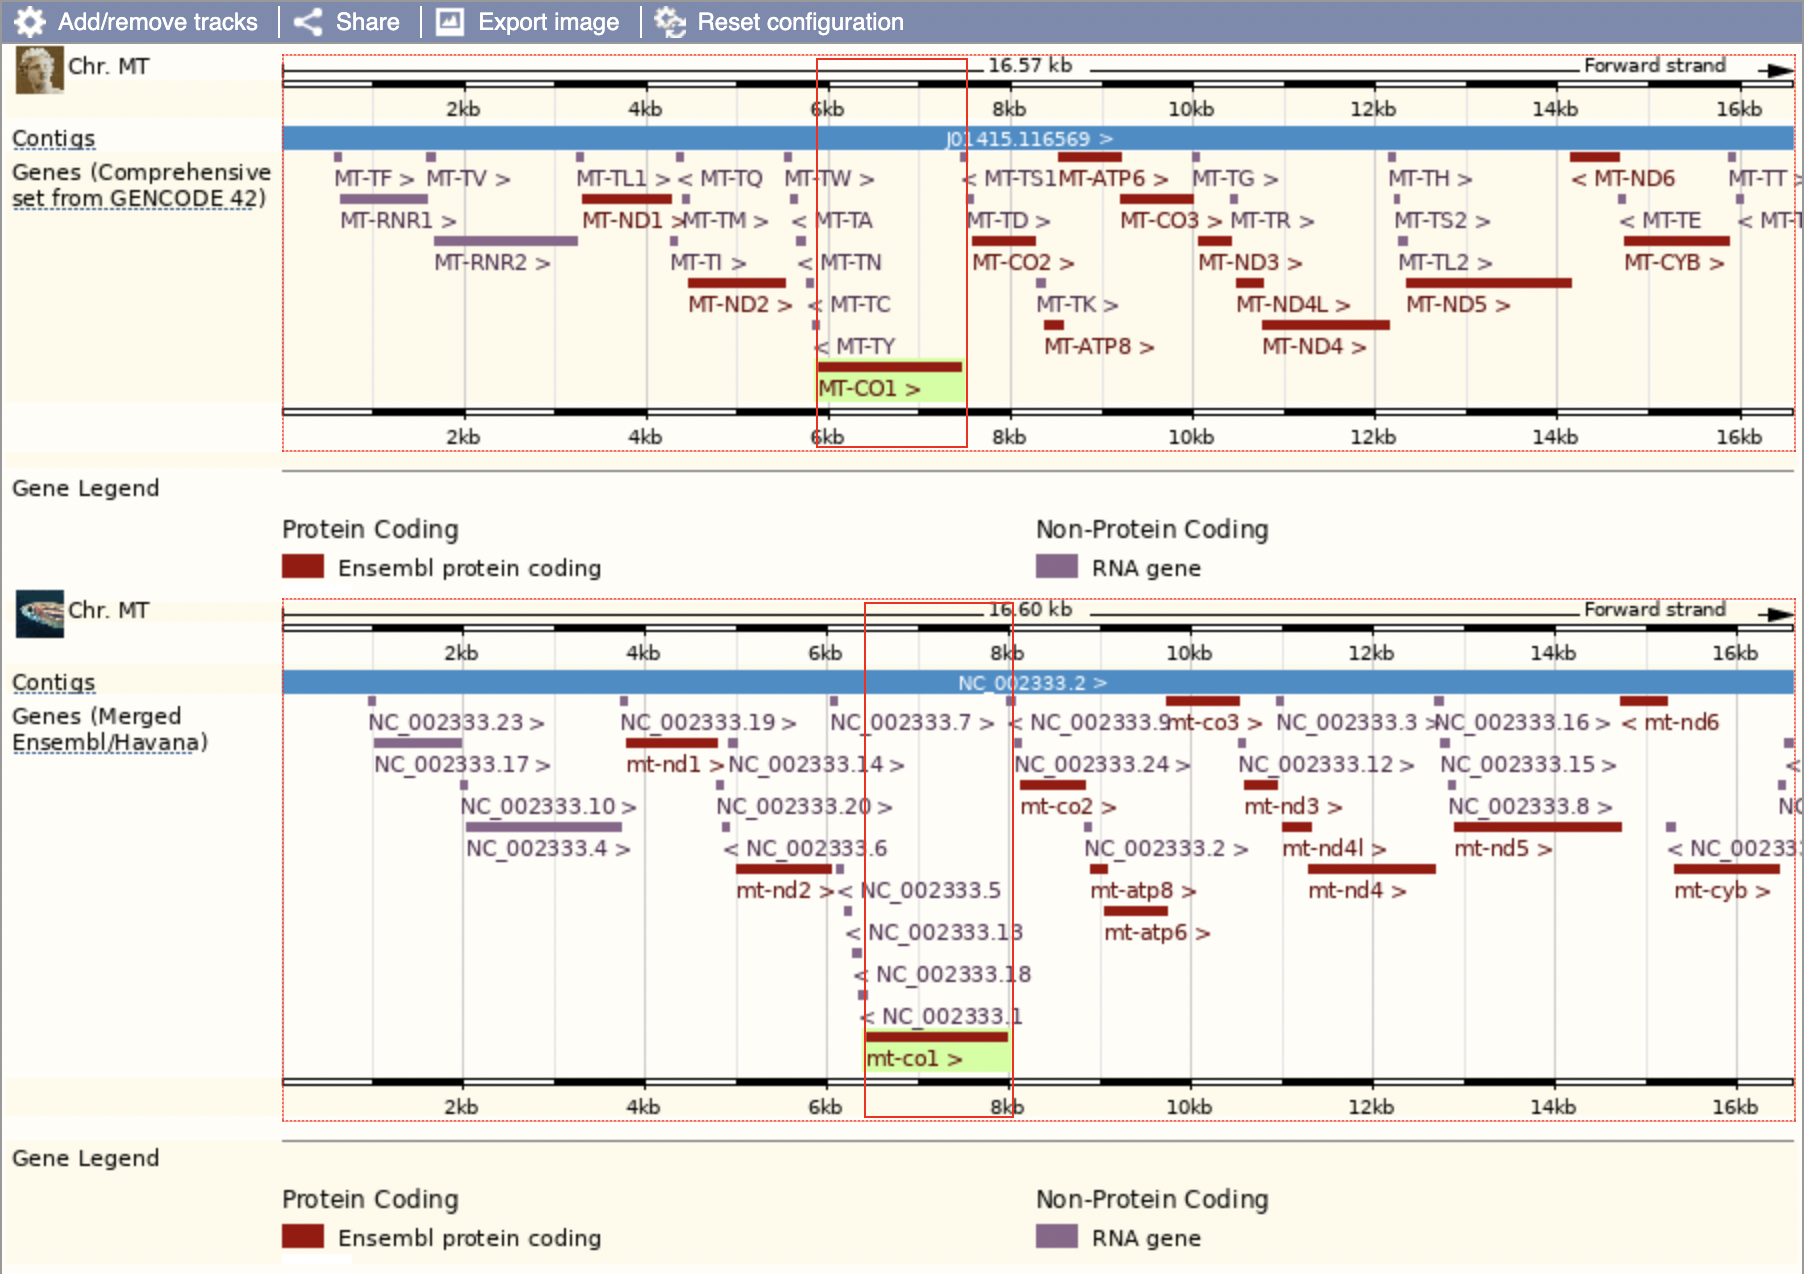 Add/remove tracks Share Export image Reset configuration
Chr. MT 16.57 kb Forward strand
2kb 4kb 6kb 8kb 10kb 12kb 14kb 16kb
Contigs J01415.116569 >
Genes (Comprehensive
set from GENCODE 42)
MT-TF > MT-TV > MT-TL1 > < MT-TQ MT-TW > < MT-TS1 MT-ATP6 > MT-TG > MT-TH > < MT-ND6 MT-TT >
MT-RNR1 > MT-ND1 > MT-TM > < MT-TA MT-TD > MT-CO3 > MT-TR > MT-TS2 > < MT-TE < MT-T
MT-RNR2 > MT-TI > < MT-TN MT-CO2 > MT-ND3 > MT-TL2 > MT-CYB >
MT-ND2 > < MT-TC MT-TK > MT-ND4L > MT-ND5 >
< MT-TY MT-ATP8 > MT-ND4 >
MT-CO1 >
2kb 4kb 6kb 8kb 10kb 12kb 14kb 16kb
Gene Legend
Protein Coding Non-Protein Coding
Ensembl protein coding RNA gene
Chr. MT 16.60 kb Forward strand
2kb 4kb 6kb 8kb 10kb 12kb 14kb 16kb
Contigs NC_002333.2 >
Genes (Merged
Ensembl/Havana)
NC_002333.23 > NC_002333.19 > NC_002333.7 > < NC_002333.9 mt-co3 > NC_002333.3 > NC_002333.16 > < mt-nd6
NC_002333.17 > mt-nd1 > NC_002333.14 > NC_002333.24 > NC_002333.12 > NC_002333.15 > <
NC_002333.10 > NC_002333.20 > mt-co2 > mt-nd3 > NC_002333.8 > NC
NC_002333.4 > < NC_002333.6 NC_002333.2 > mt-nd4l > mt-nd5 > < NC_002333
mt-nd2 > < NC_002333.5 mt-atp8 > mt-nd4 > mt-cyb >
< NC_002333.13 mt-atp6 >
< NC_002333.18
< NC_002333.1
mt-co1 >
2kb 4kb 6kb 8kb 10kb 12kb 14kb 16kb
Gene Legend
Protein Coding Non-Protein Coding
Ensembl protein coding RNA gene